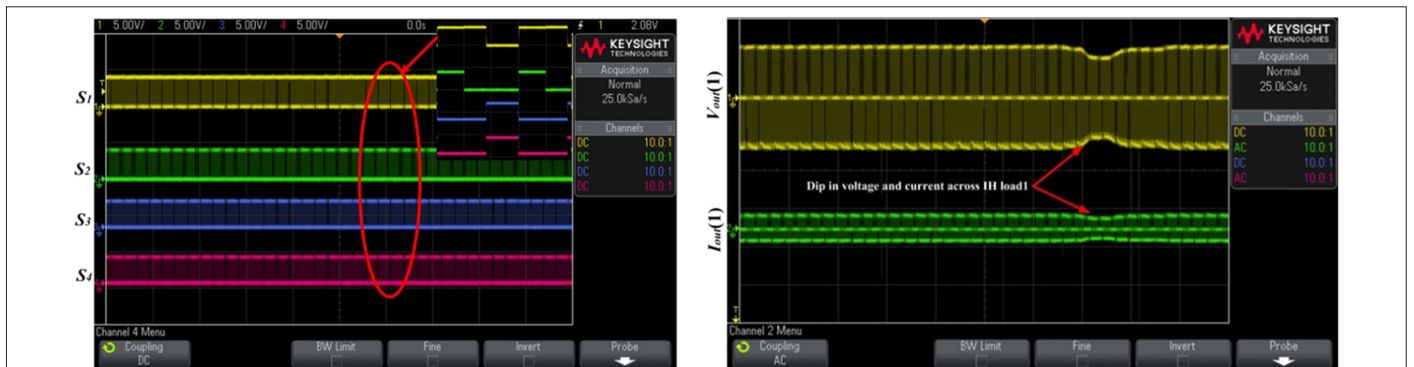 1 5.00V/ 2 5.00V/ 3 5.00V/ 4 5.00V/ 0.0s 1 2.08V
KEYSIGHT
TECHNOLOGIES
Acquisition
Normal
25.0kSa/s
Channels
DC 10.0:1
DC 10.0:1
DC 10.0:1
DC 10.0:1
S1
S2
S3
S4
T
Channel 4 Menu
Coupling
DC
BW Limit
Fine
Invert
Probe
KEYSIGHT
TECHNOLOGIES
Acquisition
Normal
25.0kSa/s
Channels
DC 10.0:1
AC 10.0:1
DC 10.0:1
AC 10.0:1
Vout(1)
Iout(1)
Dip in voltage and current across IH load1
T
Channel 2 Menu
Coupling
AC
BW Limit
Fine
Invert
Probe